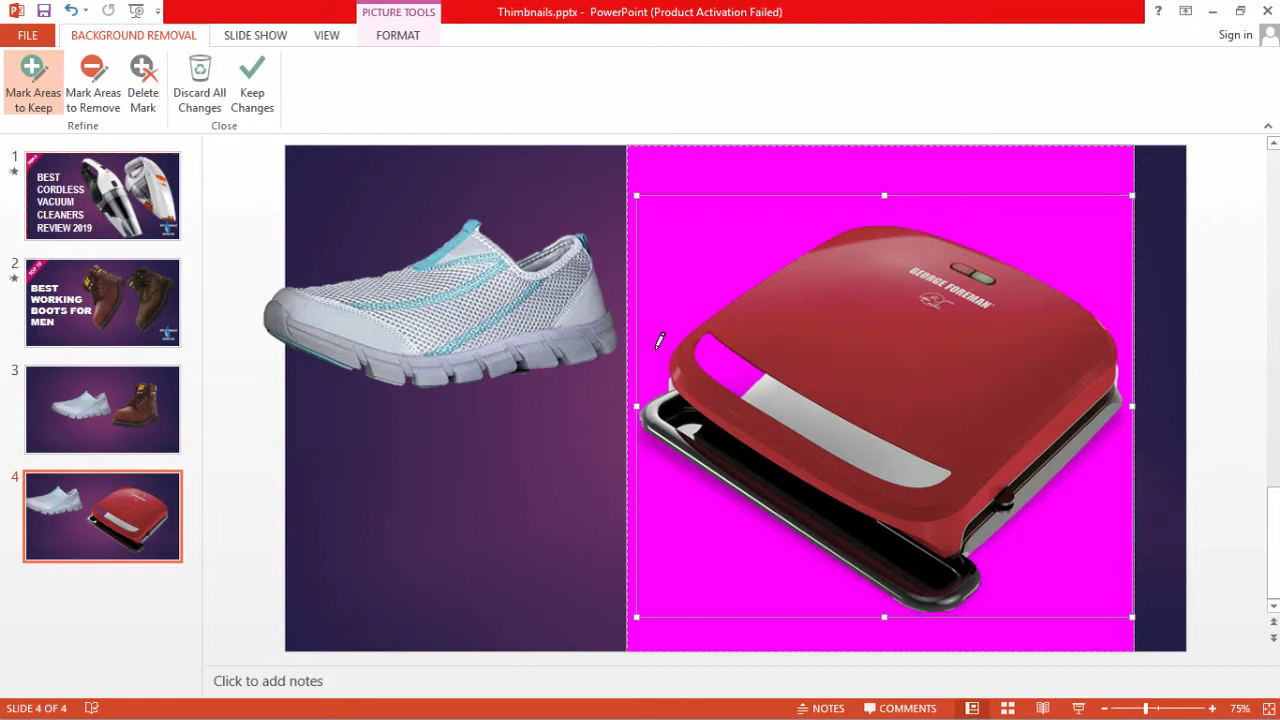 PICTURE TOOLS
Thimbnails.pptx - PowerPoint (Product Activation Failed)
?
FILE
BACKGROUND REMOVAL
SLIDE SHOW
VIEW
FORMAT
Sign in
Mark Areas to Keep
Mark Areas to Remove
Delete Mark
Discard All Changes
Keep Changes
Refine
Close
1
BEST
CORDLESS
VACUUM
CLEANERS
REVIEW 2019
2
TOP 10
BEST
WORKING
BOOTS FOR
MEN
3
4
GEORGE FOREMAN
Click to add notes
SLIDE 4 OF 4
NOTES
COMMENTS
75%